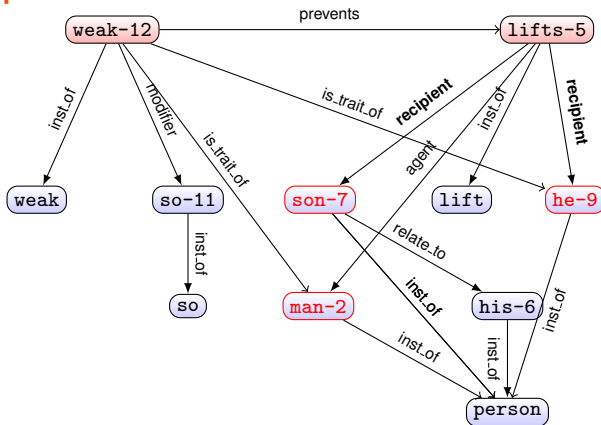 prevents
weak-12
lifts-5
inst_of
modifier
is_trait_of
is_trait_of
recipient
agent
inst_of
recipient
weak
so-11
son-7
lift
he-9
inst_of
relate_to
so
man-2
inst_of
his-6
inst_of
inst_of
inst_of
person